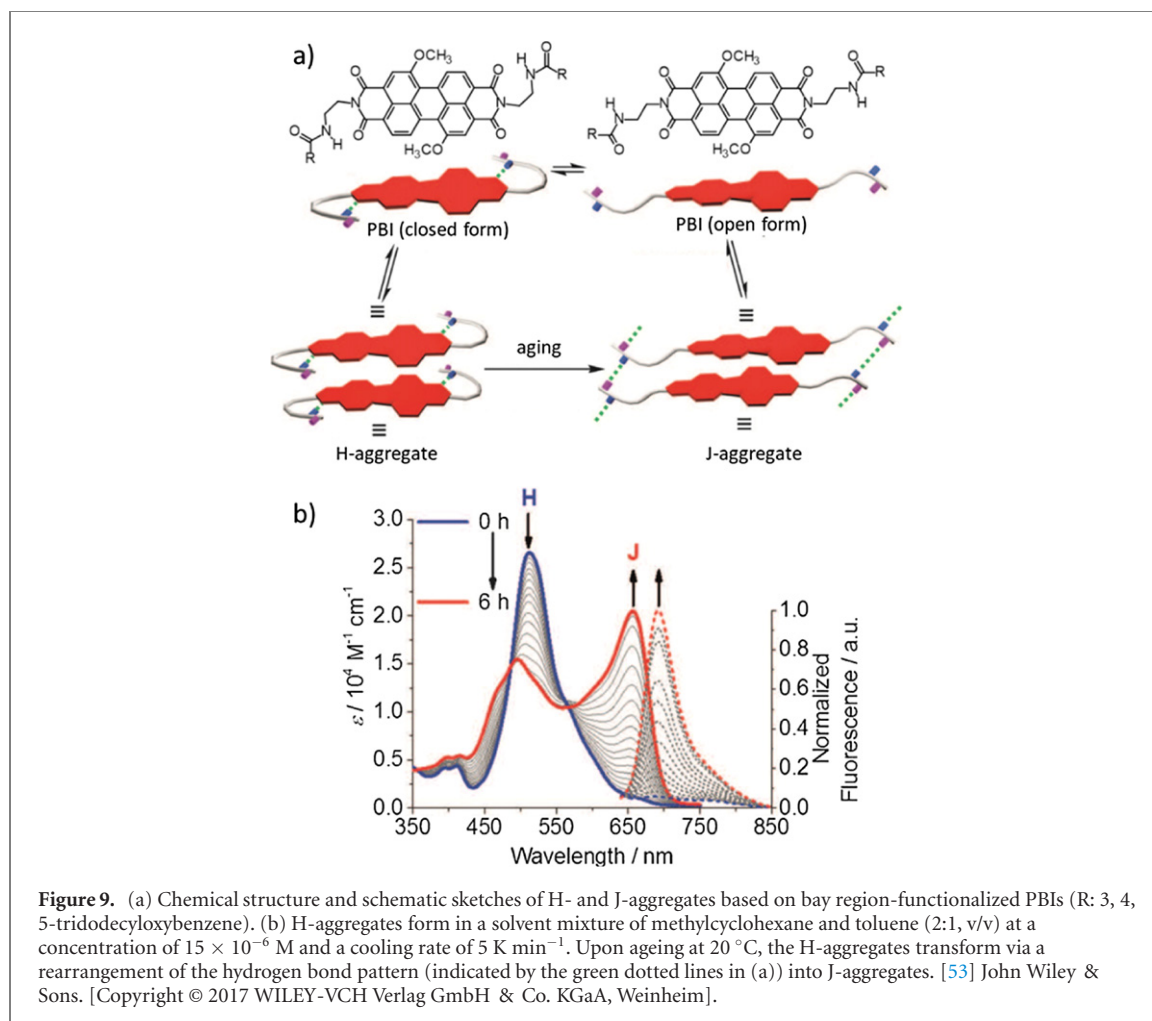 a)
O
OCH3
O
H
N
O
R
N
N
O
N
H
R
O
H3CO
O
O
OCH3
O
H
N
O
R
N
N
O
N
H
R
O
H3CO
O
PBI (closed form)
PBI (open form)
≡
≡
aging
≡
≡
H-aggregate
J-aggregate
b)
H
J
0 h
6 h
3.0
2.5
2.0
1.5
1.0
0.5
0.0
ε / 10⁴ M⁻¹ cm⁻¹
1.0
0.8
0.6
0.4
0.2
0.0
Normalized
Fluorescence / a.u.
350 450 550 650 750 850
Wavelength / nm
Figure 9. (a) Chemical structure and schematic sketches of H- and J-aggregates based on bay region-functionalized PBIs (R: 3, 4,
5-tridodecyloxybenzene). (b) H-aggregates form in a solvent mixture of methylcyclohexane and toluene (2:1, v/v) at a
concentration of 15 × 10⁻⁶ M and a cooling rate of 5 K min⁻¹. Upon ageing at 20 °C, the H-aggregates transform via a
rearrangement of the hydrogen bond pattern (indicated by the green dotted lines in (a)) into J-aggregates. [53] John Wiley &
Sons. [Copyright © 2017 WILEY-VCH Verlag GmbH & Co. KGaA, Weinheim].